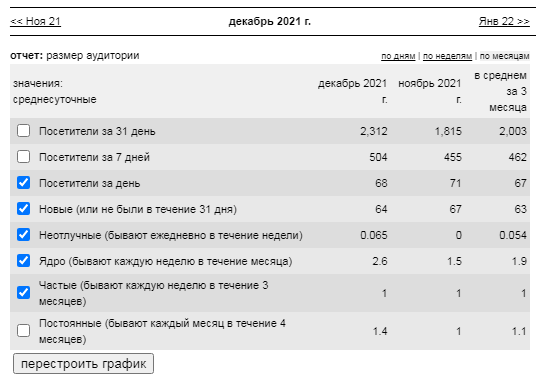 << Ноя 21 декабрь 2021 г. Янв 22 >>
отчет: размер аудитории по дням | по неделям | по месяцам
значения:
среднесуточные
декабрь 2021
г.
ноябрь 2021
г.
в среднем
за 3
месяца
Посетители за 31 день 2,312 1,815 2,003
Посетители за 7 дней 504 455 462
Посетители за день 68 71 67
Новые (или не были в течение 31 дня) 64 67 63
Неотлучные (бывают ежедневно в течение недели) 0.065 0 0.054
Ядро (бывают каждую неделю в течение месяца) 2.6 1.5 1.9
Частые (бывают каждую неделю в течение 3
месяцев) 1 1 1
Постоянные (бывают каждый месяц в течение 4
месяцев) 1.4 1 1.1
перестроить график